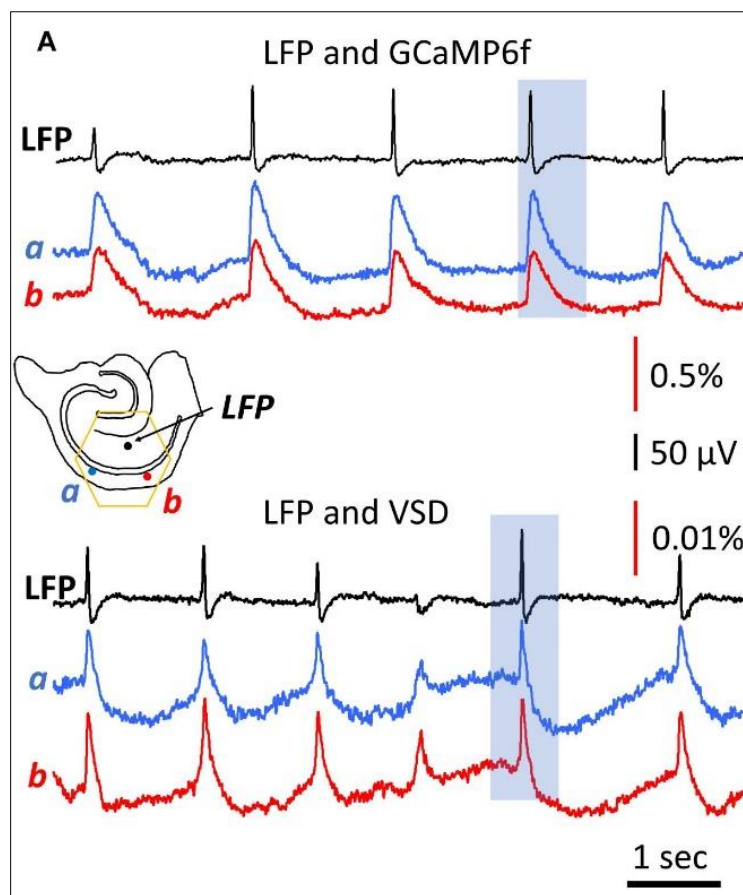 A
LFP and GCaMP6f
LFP
a
b
0.5%
LFP
50 µV
a
b
LFP and VSD
0.01%
LFP
a
b
1 sec